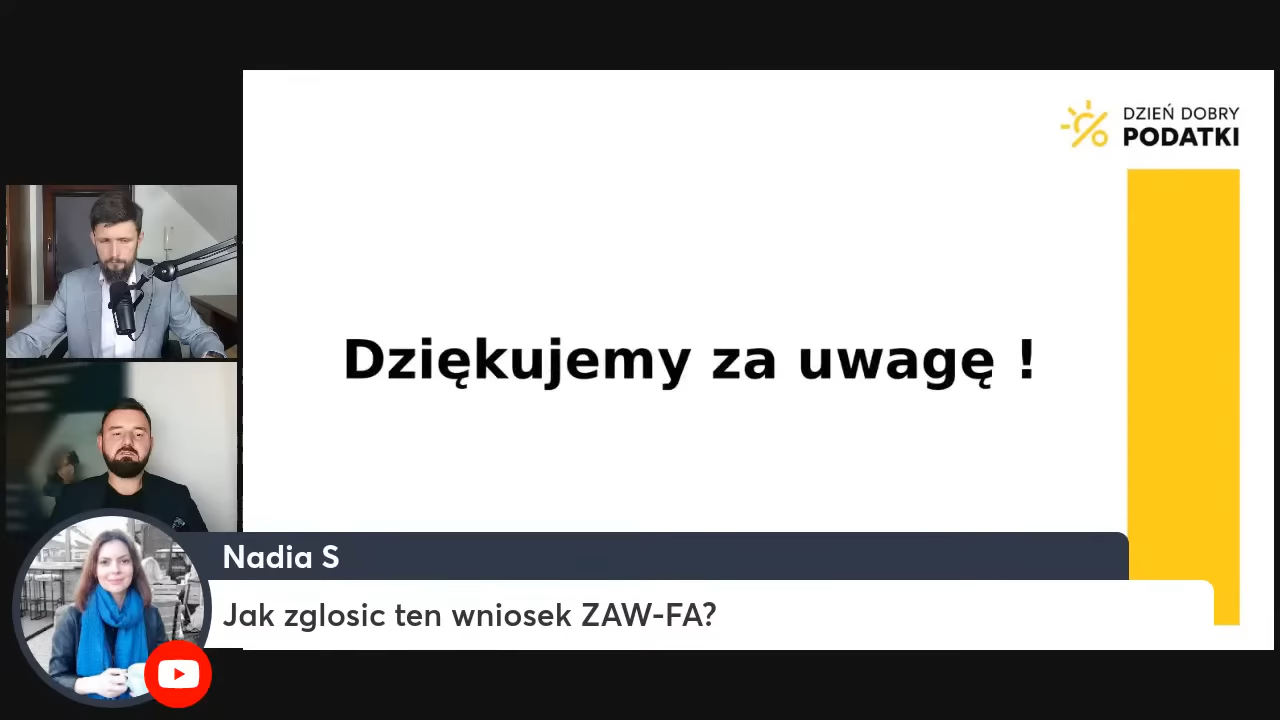 DZIEŃ DOBRY
PODATKI
Dziękujemy za uwagę !
Nadia S
Jak zglosic ten wniosek ZAW-FA?